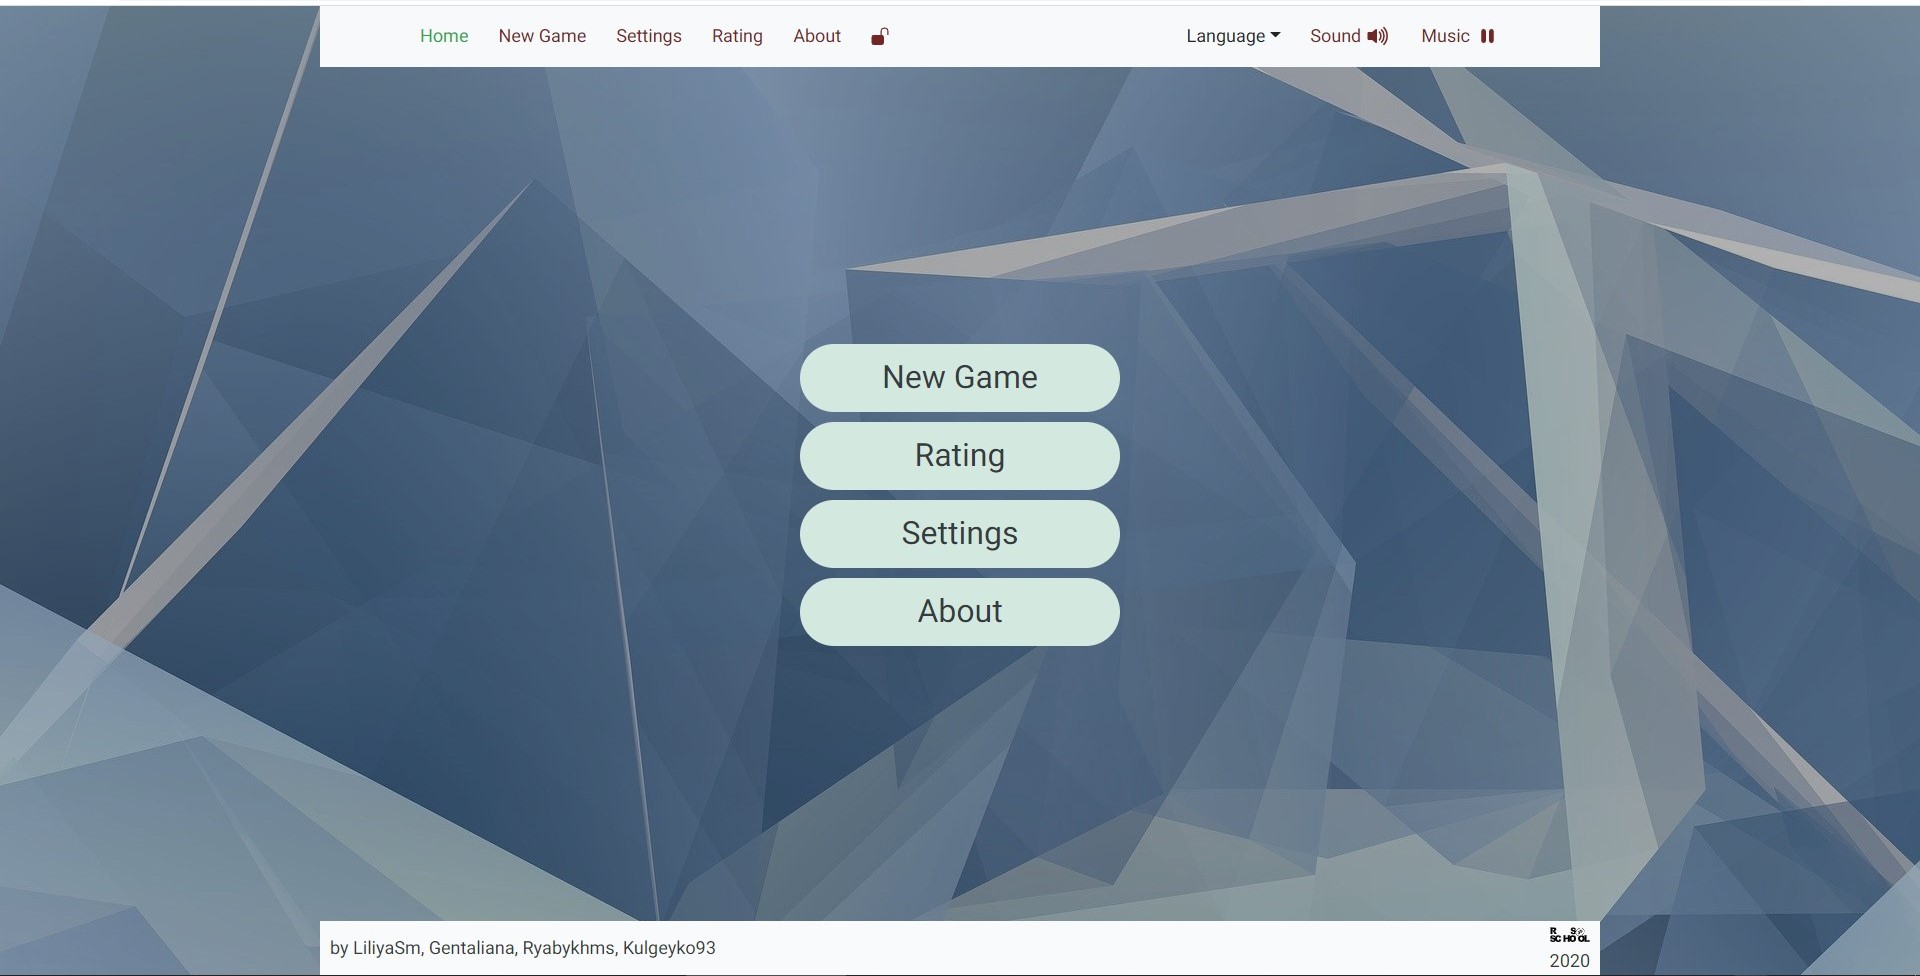 Home New Game Settings Rating About Language Sound Music
New Game
Rating
Settings
About
by LiliyaSm, Gentaliana, Ryabykhms, Kulgeyko93
RS
SCHOOL
2020